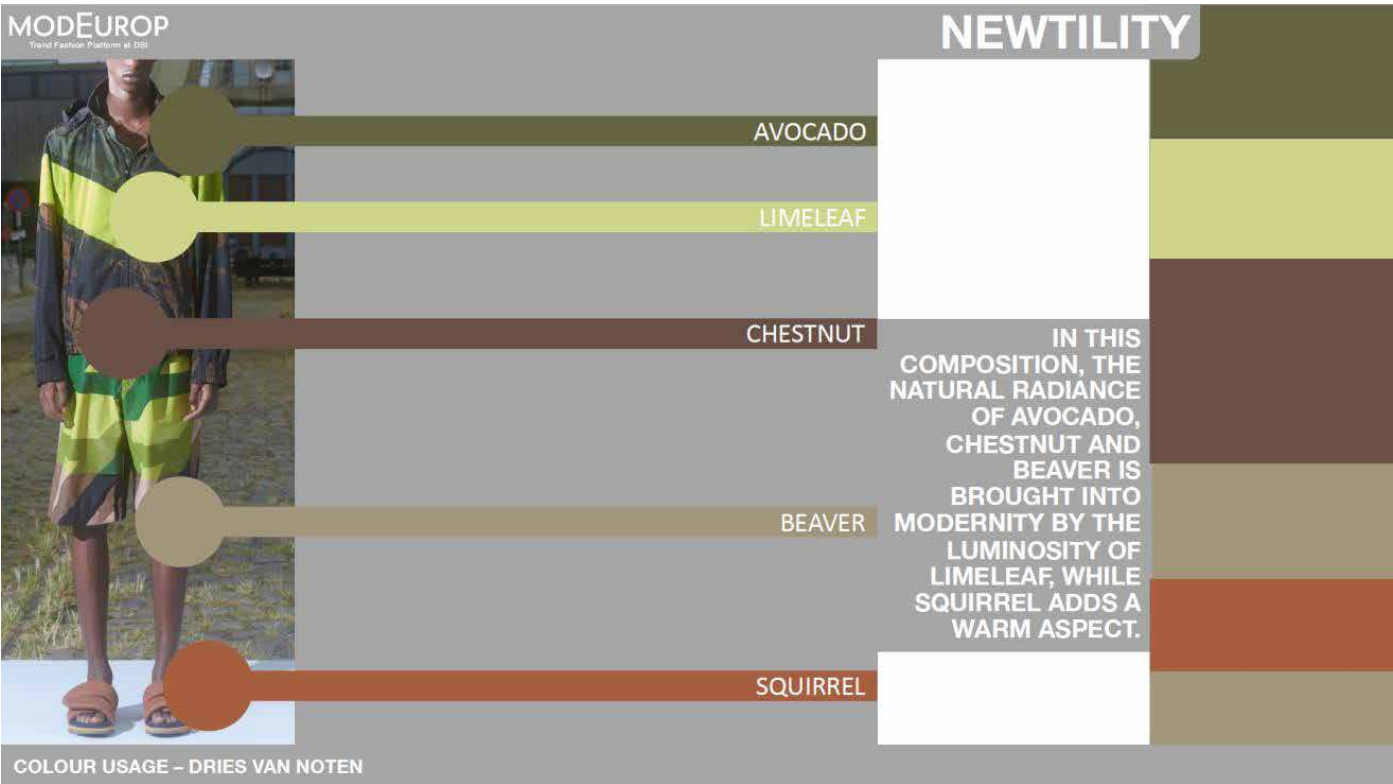 MODEUROP
Trend Fashion Platform at DSI
NEWTILITY
AVOCADO
LIMELEAF
CHESTNUT
BEAVER
SQUIRREL
IN THIS
COMPOSITION, THE
NATURAL RADIANCE
OF AVOCADO,
CHESTNUT AND
BEAVER IS
BROUGHT INTO
MODERNITY BY THE
LUMINOSITY OF
LIMELEAF, WHILE
SQUIRREL ADDS A
WARM ASPECT.
COLOUR USAGE – DRIES VAN NOTEN